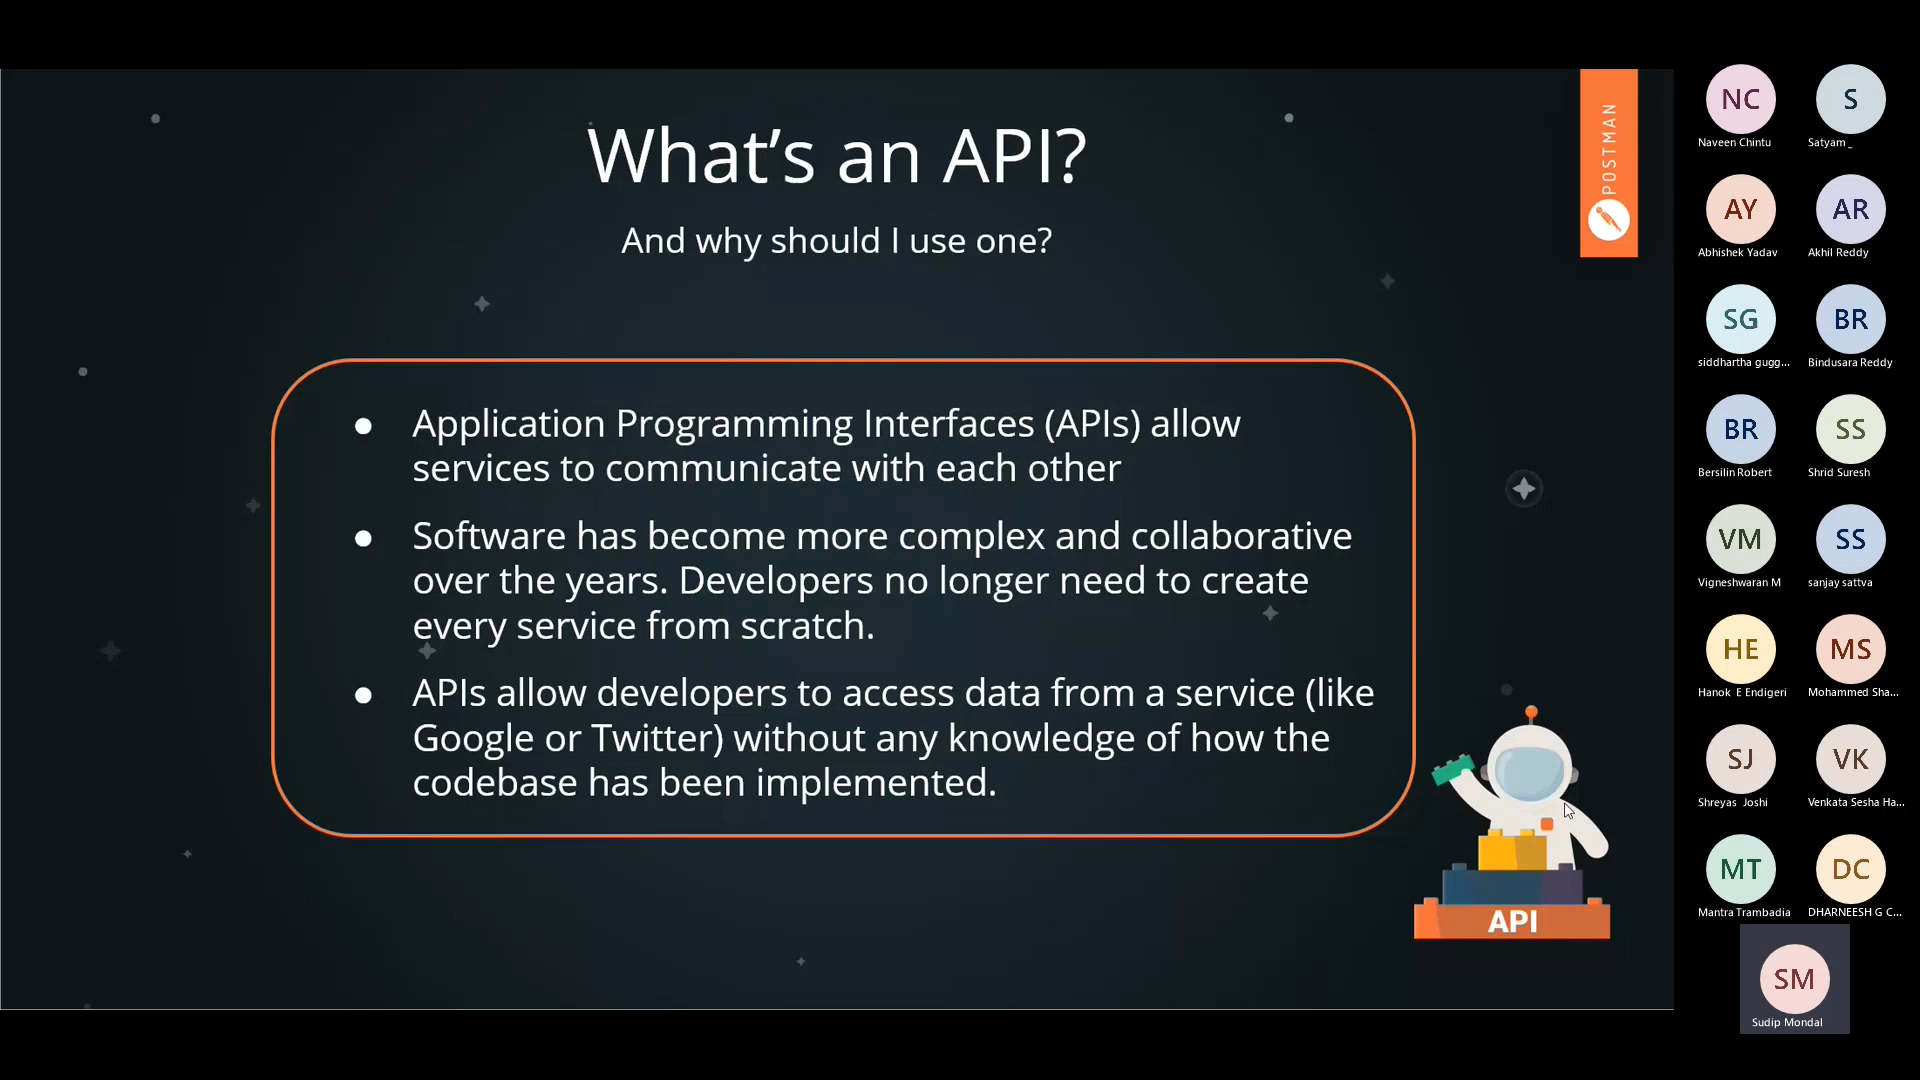 What's an API?
And why should I use one?
POSTMAN
● Application Programming Interfaces (APIs) allow
services to communicate with each other
● Software has become more complex and collaborative
over the years. Developers no longer need to create
every service from scratch.
● APIs allow developers to access data from a service (like
Google or Twitter) without any knowledge of how the
codebase has been implemented.
API
NC S
Naveen Chintu Satyam _
AY AR
Abhishek Yadav Akhil Reddy
SG BR
siddhartha gugg... Bindusara Reddy
BR SS
Bersilin Robert Shrid Suresh
VM SS
Vigneshwaran M sanjay sattva
HE MS
Hanok E Endigeri Mohammed Sha...
SJ VK
Shreyas Joshi Venkata Sesha Ha...
MT DC
Mantra Trambadia DHARNEESH G C...
SM
Sudip Mondal